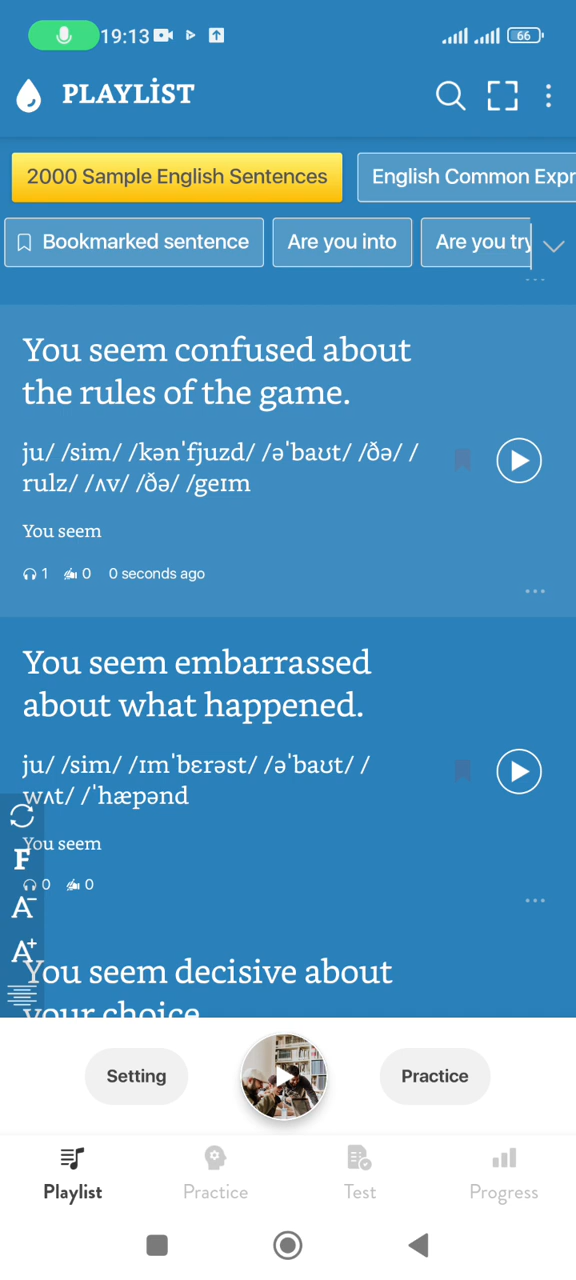 19:13
66
PLAYLİST
2000 Sample English Sentences
English Common Expr
Bookmarked sentence
Are you into
Are you try
You seem confused about
the rules of the game.
ju/ /sim/ /kənˈfjuzd/ /əˈbaʊt/ /ðə/ /
rulz/ /ʌv/ /ðə/ /geɪm
You seem
1 0 0 seconds ago
You seem embarrassed
about what happened.
ju/ /sim/ /ɪmˈbɛrəst/ /əˈbaʊt/ /
wʌt/ /ˈhæpənd
You seem
F
0 0
A-
A+
You seem decisive about
your choice
Setting
Practice
Playlist
Practice
Test
Progress